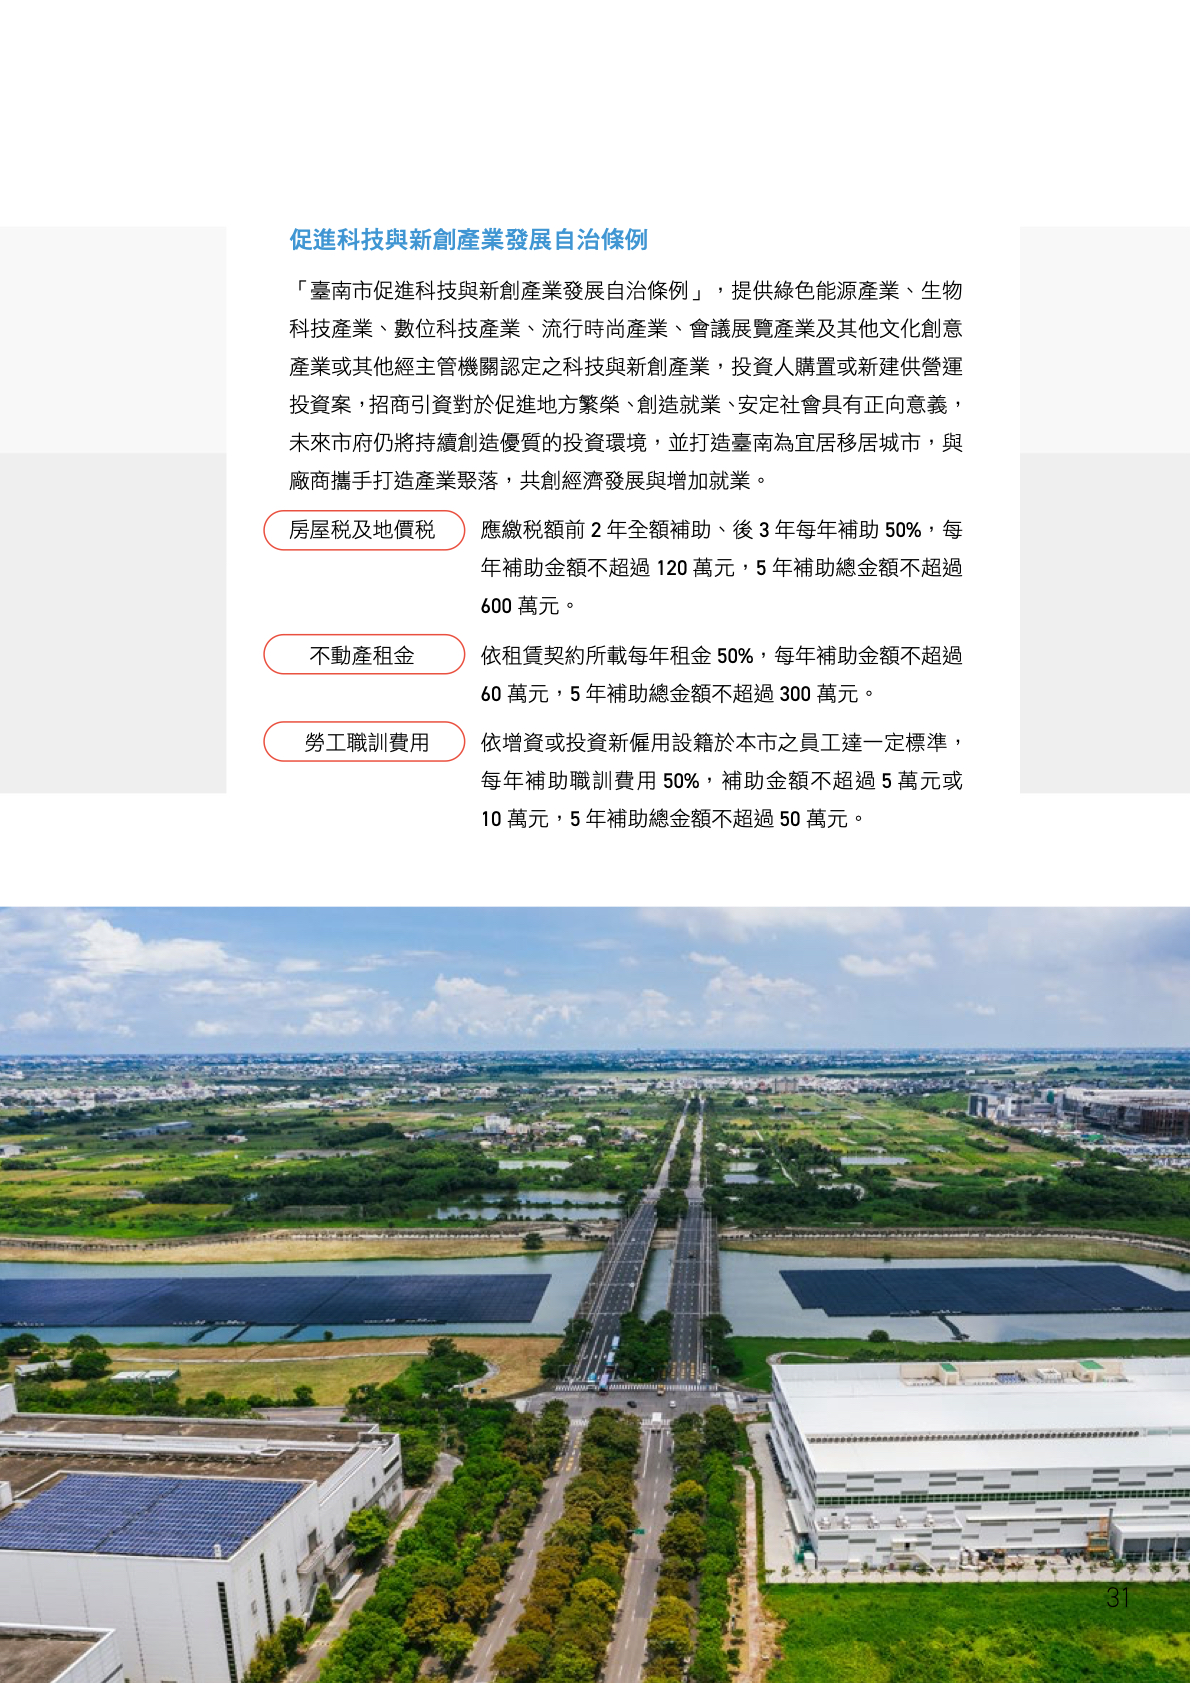 促進科技與新創產業發展自治條例
「臺南市促進科技與新創產業發展自治條例」，提供綠色能源產業、生物
科技產業、數位科技產業、流行時尚產業、會議展覽產業及其他文化創意
產業或其他經主管機關認定之科技與新創產業，投資人購置或新建供營運
投資案，招商引資對於促進地方繁榮、創造就業、安定社會具有正向意義，
未來市府仍將持續創造優質的投資環境，並打造臺南為宜居移居城市，與
廠商攜手打造產業聚落，共創經濟發展與增加就業。
房屋稅及地價稅
應繳稅額前 2 年全額補助、後 3 年每年補助 50%，每
年補助金額不超過 120 萬元，5 年補助總金額不超過
600 萬元。
不動產租金
依租賃契約所載每年租金 50%，每年補助金額不超過
60 萬元，5 年補助總金額不超過 300 萬元。
勞工職訓費用
依增資或投資新僱用設籍於本市之員工達一定標準，
每年補助職訓費用 50%，補助金額不超過 5 萬元或
10 萬元，5 年補助總金額不超過 50 萬元。
31